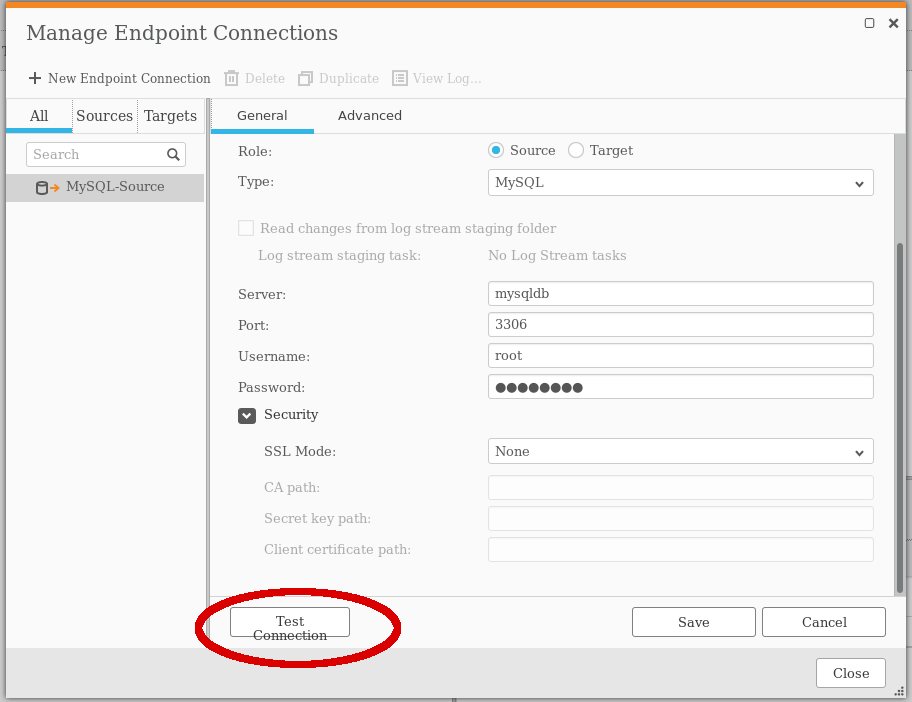 Manage Endpoint Connections
New Endpoint Connection Delete Duplicate View Log...
All Sources Targets General Advanced
Search
MySQL-Source
Role: Source Target
Type: MySQL
Read changes from log stream staging folder
Log stream staging task: No Log Stream tasks
Server: mysqldb
Port: 3306
Username: root
Password: ●●●●●●●●
Security
SSL Mode: None
CA path:
Secret key path:
Client certificate path:
Test
Connection
Save Cancel
Close